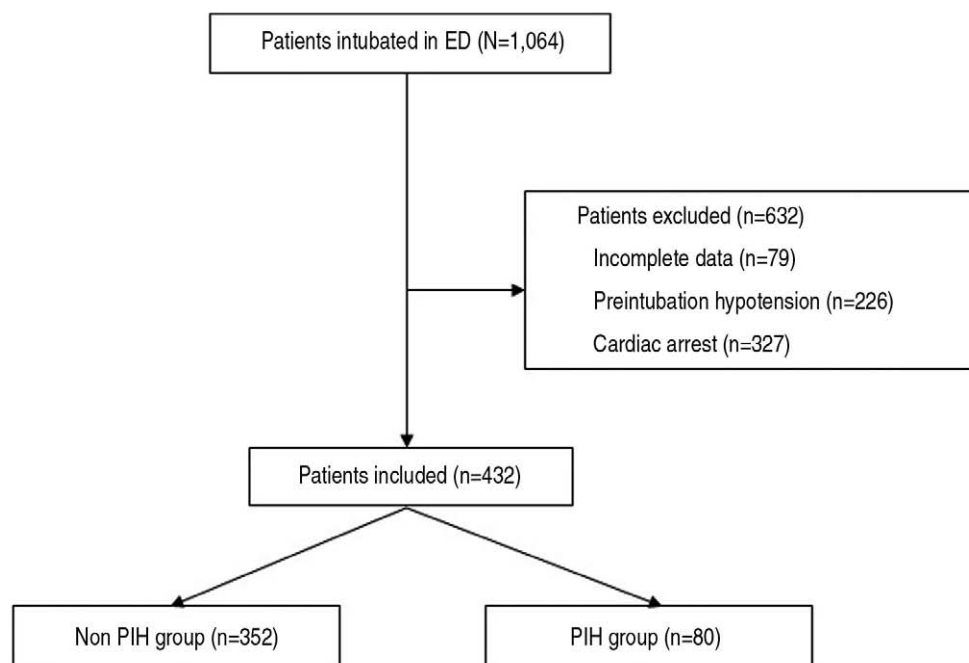 Patients intubated in ED (N=1,064)
Patients excluded (n=632)
Incomplete data (n=79)
Preintubation hypotension (n=226)
Cardiac arrest (n=327)
Patients included (n=432)
Non PIH group (n=352)
PIH group (n=80)